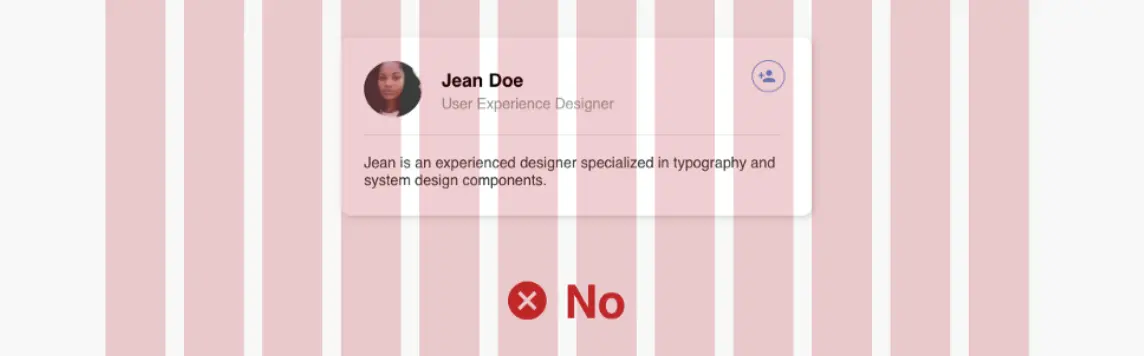 Jean Doe
User Experience Designer
Jean is an experienced designer specialized in typography and
system design components.
No